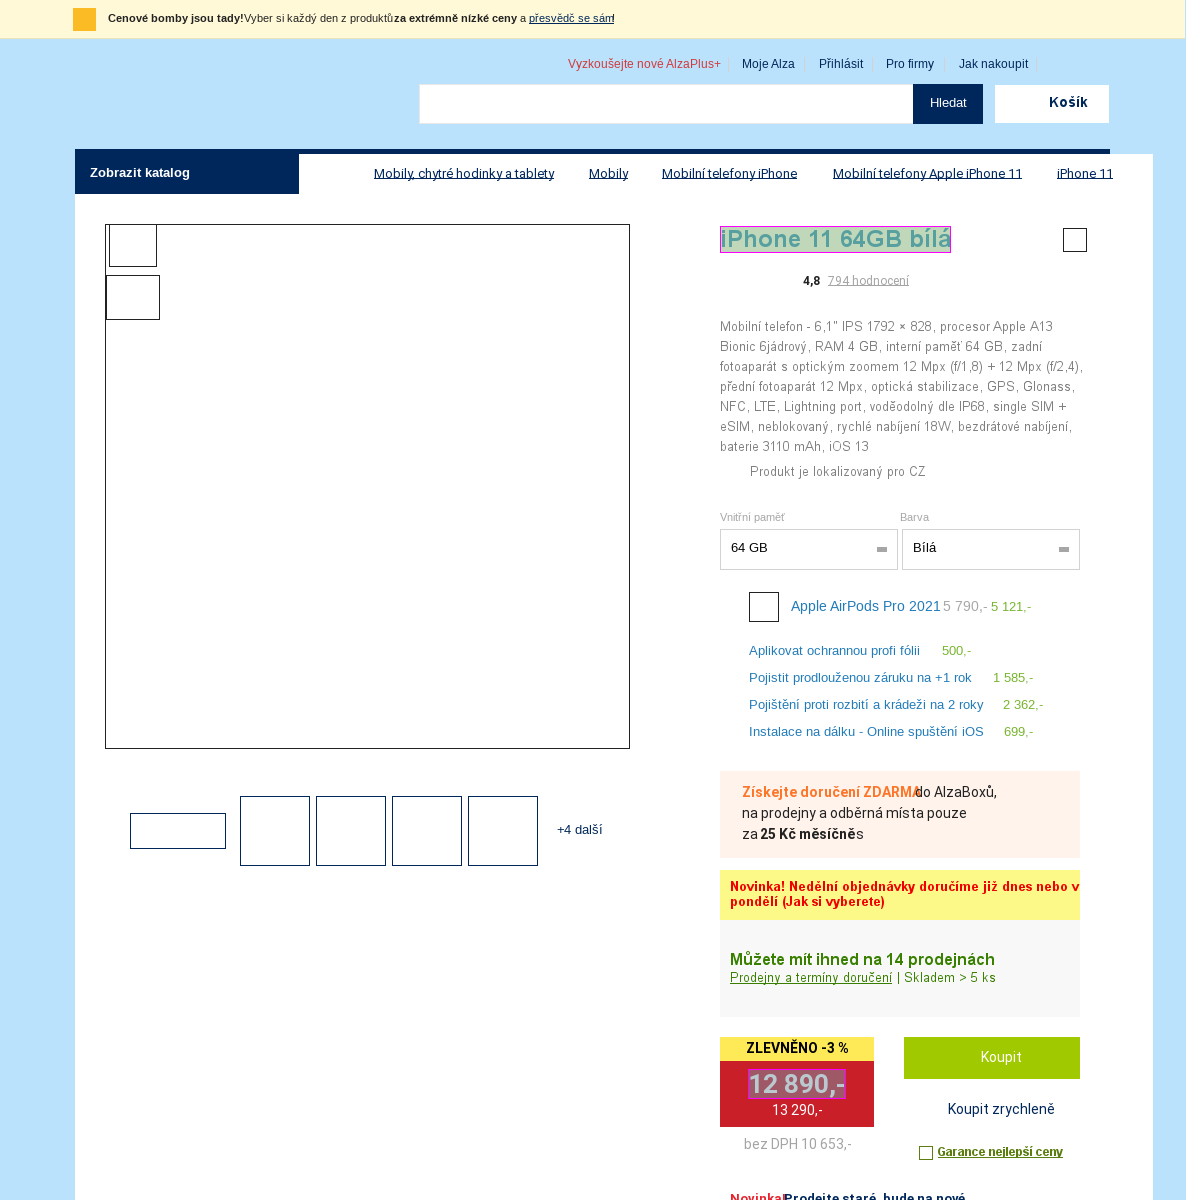 Cenové bomby jsou tady!Vyber si každý den z produktů za extrémně nízké ceny a přesvědč se sám!
Vyzkoušejte nové AlzaPlus+ Moje Alza Přihlásit Pro firmy Jak nakoupit
Hledat Košík
Zobrazit katalog Mobily, chytré hodinky a tablety Mobily Mobilní telefony iPhone Mobilní telefony Apple iPhone 11 iPhone 11
iPhone 11 64GB bílá
4,8 794 hodnocení
Mobilní telefon - 6,1" IPS 1792 × 828, procesor Apple A13
Bionic 6jádrový, RAM 4 GB, interní paměť 64 GB, zadní
fotoaparát s optickým zoomem 12 Mpx (f/1,8) + 12 Mpx (f/2,4),
přední fotoaparát 12 Mpx, optická stabilizace, GPS, Glonass,
NFC, LTE, Lightning port, voděodolný dle IP68, single SIM +
eSIM, neblokovaný, rychlé nabíjení 18W, bezdrátové nabíjení,
baterie 3110 mAh, iOS 13
Produkt je lokalizovaný pro CZ
Vnitřní paměť Barva
64 GB Bílá
Apple AirPods Pro 2021 5 790,- 5 121,-
Aplikovat ochrannou profi fólii 500,-
Pojistit prodlouženou záruku na +1 rok 1 585,-
Pojištění proti rozbití a krádeži na 2 roky 2 362,-
Instalace na dálku - Online spuštění iOS 699,-
Získejte doručení ZDARMA do AlzaBoxů,
na prodejny a odběrná místa pouze
za 25 Kč měsíčně s
+4 další
Novinka! Nedělní objednávky doručíme již dnes nebo v
pondělí (Jak si vyberete)
Můžete mít ihned na 14 prodejnách
Prodejny a termíny doručení | Skladem > 5 ks
ZLEVNĚNO -3 %
12 890,-
13 290,-
bez DPH 10 653,-
Koupit
Koupit zrychleně
Garance nejlepší ceny
Novinka! Prodejte staré, bude na nové